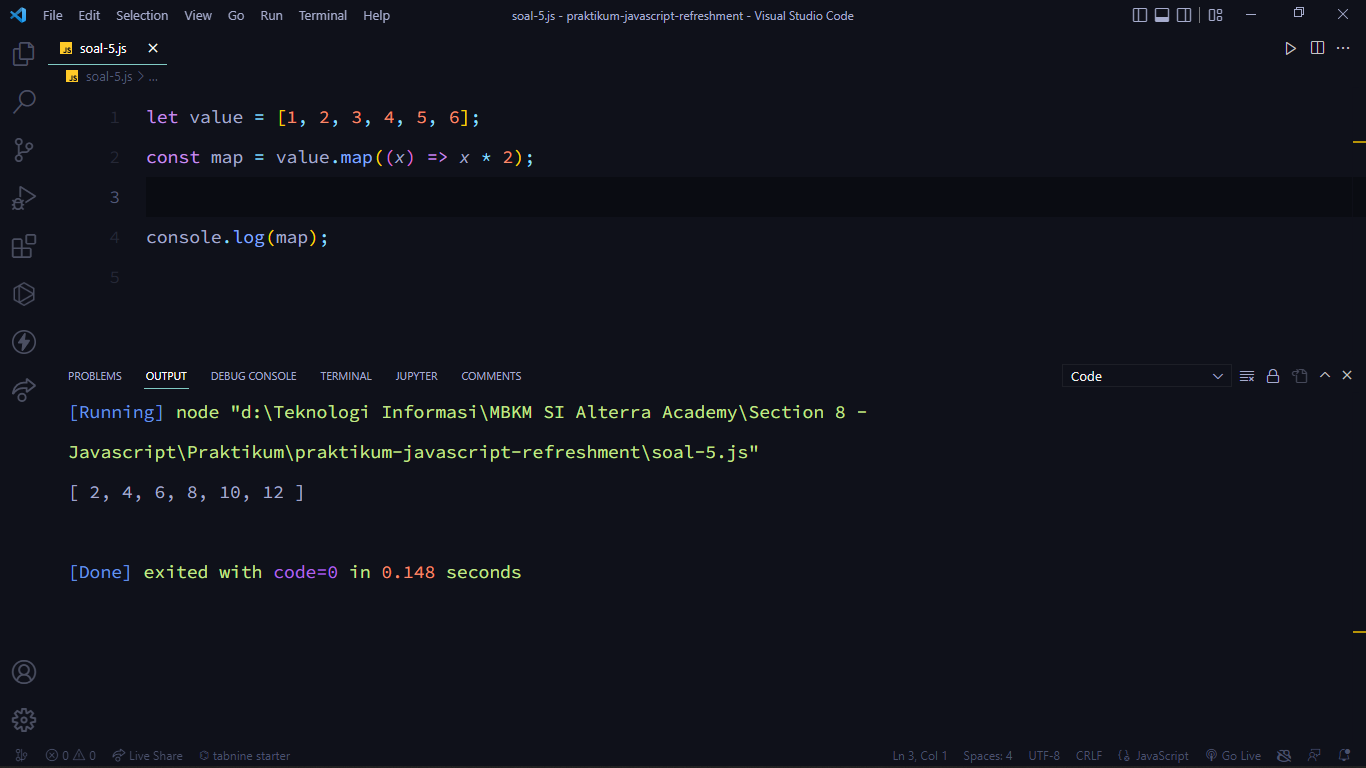 File Edit Selection View Go Run Terminal Help soal-5.js - praktikum-javascript-refreshment - Visual Studio Code
JS soal-5.js
JS soal-5.js > ...
1 let value = [1, 2, 3, 4, 5, 6];
2 const map = value.map((x) => x * 2);
3
4 console.log(map);
5
PROBLEMS OUTPUT DEBUG CONSOLE TERMINAL JUPYTER COMMENTS Code
[Running] node "d:\Teknologi Informasi\MBKM SI Alterra Academy\Section 8 -
Javascript\Praktikum\praktikum-javascript-refreshment\soal-5.js"
[ 2, 4, 6, 8, 10, 12 ]
[Done] exited with code=0 in 0.148 seconds
0 0 Live Share tabnine starter Ln 3, Col 1 Spaces: 4 UTF-8 CRLF {} JavaScript Go Live